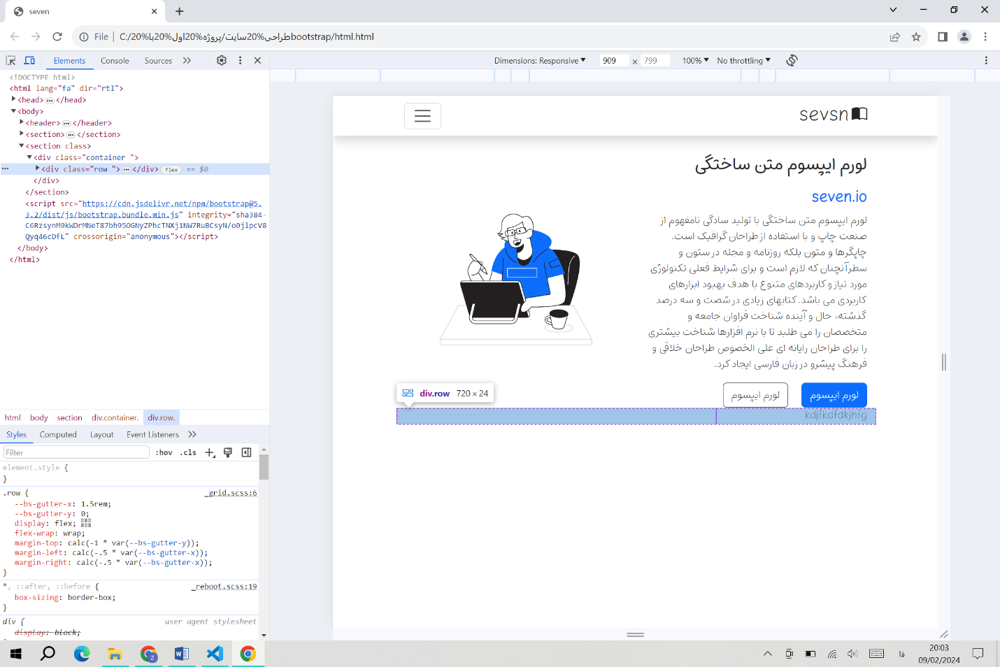 seven
File
C:/طراحی%20سایت/پروژه%20اول%20با%20bootstrap/html.html
Elements
Console
Sources
Dimensions: Responsive
909
×
799
100%
No throttling
<!DOCTYPE html>
<html lang="fa" dir="rtl">
<head>…</head>
<body>
<header>…</header>
<section>…</section>
<section class>
<div class="container ">
<div class="row ">…</div> flex == $0
</div>
</section>
<script src="https://cdn.jsdelivr.net/npm/bootstrap@5.
3.2/dist/js/bootstrap.bundle.min.js" integrity="sha384-
C6RzsynM9kWDrMNeT87bh95OGNyZPhcTNXj1NW7RuBCsyN/o0jlpcV8
Qyq46cDfL" crossorigin="anonymous"></script>
</body>
</html>
html body section div.container. div.row.
Styles Computed Layout Event Listeners
Filter
:hov .cls
element.style {
}
.row {
_grid.scss:6
--bs-gutter-x: 1.5rem;
--bs-gutter-y: 0;
display: flex;
flex-wrap: wrap;
margin-top: calc(-1 * var(--bs-gutter-y));
margin-left: calc(-.5 * var(--bs-gutter-x));
margin-right: calc(-.5 * var(--bs-gutter-x));
}
*, ::after, ::before {
_reboot.scss:19
box-sizing: border-box;
}
div {
user agent stylesheet
display: block;
sevsn
لورم ایپسوم متن ساختگی
seven.io
لورم ایپسوم متن ساختگی با تولید سادگی نامفهوم از
صنعت چاپ و با استفاده از طراحان گرافیک است.
چاپگرها و متون بلکه روزنامه و مجله در ستون و
سطرآنچنان که لازم است و برای شرایط فعلی تکنولوژی
مورد نیاز و کاربردهای متنوع با هدف بهبود ابزارهای
کاربردی می باشد. کتابهای زیادی در شصت و سه درصد
گذشته، حال و آینده شناخت فراوان جامعه و
متخصصان را می طلبد تا با نرم افزارها شناخت بیشتری
را برای طراحان رایانه ای علی الخصوص طراحان خلاقی و
فرهنگ پیشرو در زبان فارسی ایجاد کرد.
لورم ایپسوم
لورم ایپسوم
div.row 720 × 24
kdjfkdfdkjhfg
فا
20:03
09/02/2024